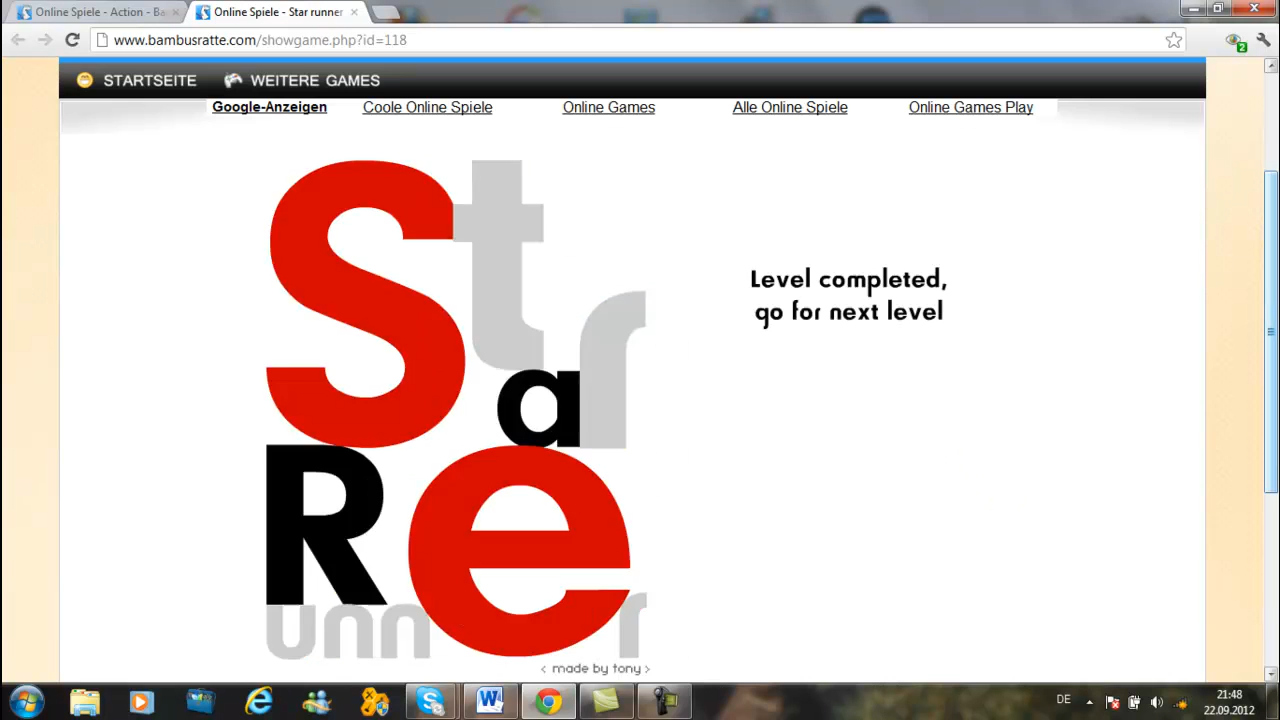 Online Spiele - Action - Ba
Online Spiele - Star runner
www.bambusratte.com/showgame.php?id=118
2
STARTSEITE WEITERE GAMES
Google-Anzeigen Coole Online Spiele Online Games Alle Online Spiele Online Games Play
Star
Runner
< made by tony >
Level completed,
go for next level
DE
21:48
22.09.2012